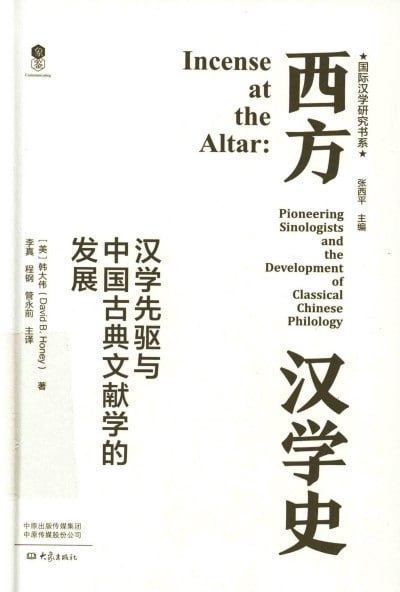 ★国际汉学研究书系★
张西平 主编
西方
汉学史
Incense
at
the
Altar:
Pioneering
Sinologists
and
the
Development
of
Classical
Chinese
Philology
汉学先驱与
中国古典文献学的
发展
［美］韩大伟(David B. Honey) 著
李真 程钢 管永前 主译
中原出版传媒集团
中原传媒股份公司
大象出版社